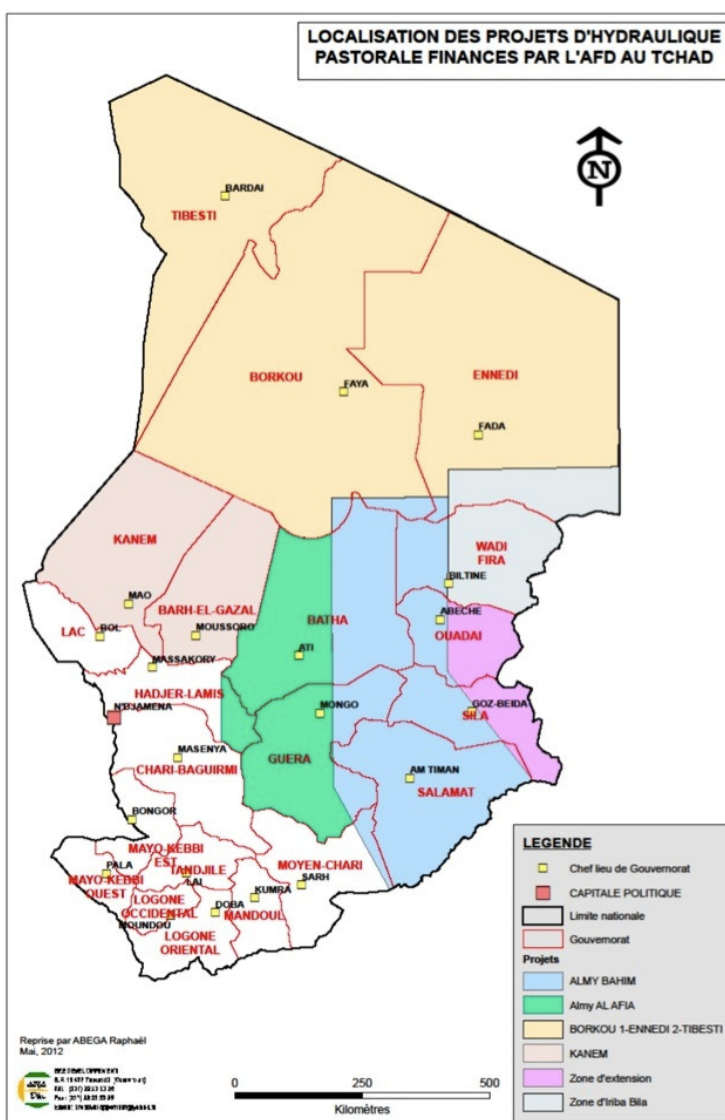 LOCALISATION DES PROJETS D'HYDRAULIQUE
PASTORALE FINANCES PAR L'AFD AU TCHAD
N
BARDAI
TIBESTI
BORKOU
FAYA
ENNEDI
FADA
KANEM
MAO
BARH-EL-GAZAL
MOUSSORO
LAC
BOL
MASSAKORY
WADI
FIRA
BILTINE
ABECHE
OUADAI
BATHA
ATI
HADJER-LAMIS
N'DJAMENA
MONGO
GOZ-BEIDA
SILA
MASENYA
CHARI-BAGUIRMI
GUERA
AM TIMAN
SALAMAT
BONGOR
MAYO-KEBBI
EST
PALA
MAYO-KEBBI
OUEST
TANDJILE
LAI
MOYEN-CHARI
SARH
KUMRA
LOGONE
OCCIDENTAL
DOBA
MANDOUL
MOUNDOU
LOGONE
ORIENTAL
LEGENDE
Chef lieu de Gouvernorat
CAPITALE POLITIQUE
Limite nationale
Gouvernorat
Projets
ALMY BAHIM
Almy AL AFIA
BORKOU 1-ENNEDI 2-TIBESTI
KANEM
Zone d'extension
Zone d'Iriba Bila
Reprise par ABEGA Raphaël
Mai, 2012
0 250 500
Kilomètres